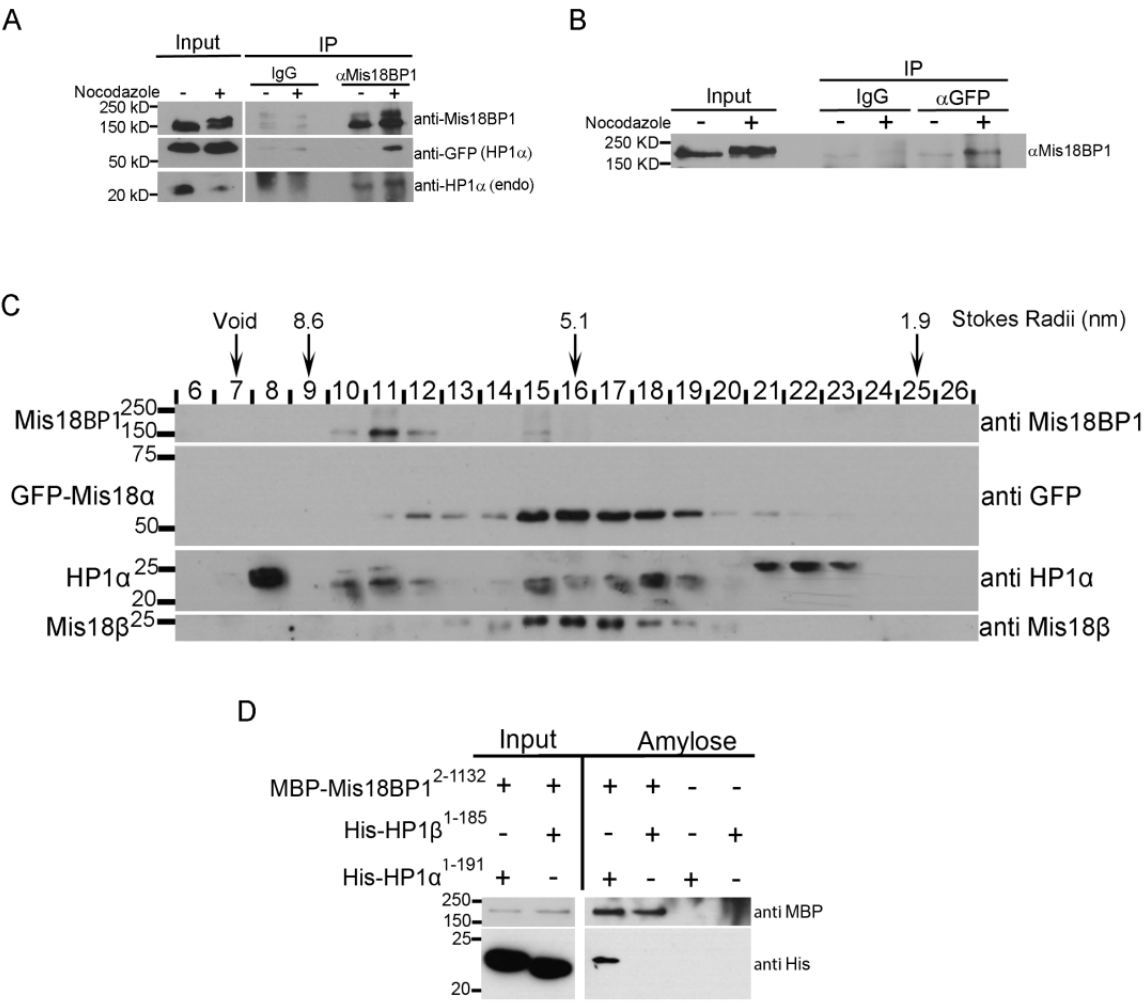 A
Input IP
IgG αMis18BP1
Nocodazole - + - + - +
250 kD
150 kD
anti-Mis18BP1
50 kD
anti-GFP (HP1α)
20 kD
anti-HP1α (endo)
B
IP
Input IgG αGFP
Nocodazole - + - + - +
250 KD
150 KD
αMis18BP1
C
Void 8.6 5.1 1.9 Stokes Radii (nm)
6 7 8 9 10 11 12 13 14 15 16 17 18 19 20 21 22 23 24 25 26
Mis18BP1 250 150 anti Mis18BP1
75
GFP-Mis18α anti GFP
50
HP1α 25 anti HP1α
20
Mis18β 25 anti Mis18β
D
Input Amylose
MBP-Mis18BP1 2-1132 + + + + - -
His-HP1β 1-185 - + - + - +
His-HP1α 1-191 + - + - + -
250
150 anti MBP
25
anti His
20